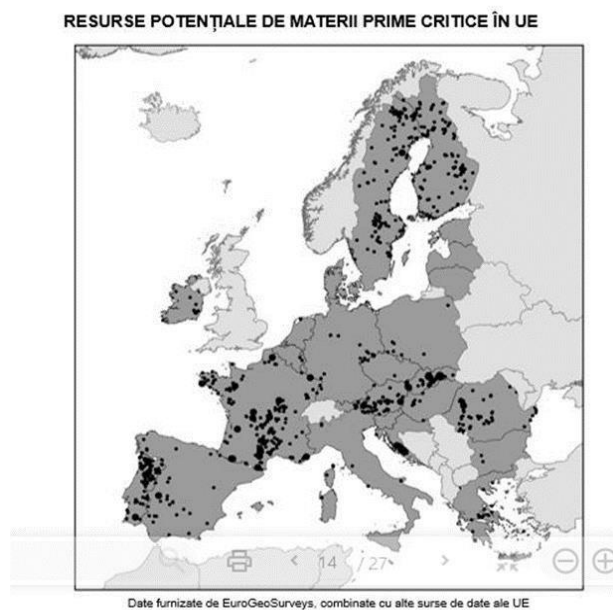 RESURSE POTENȚIALE DE MATERII PRIME CRITICE ÎN UE
14 / 27
Date furnizate de EuroGeoSurveys, combinate cu alte surse de date ale UE